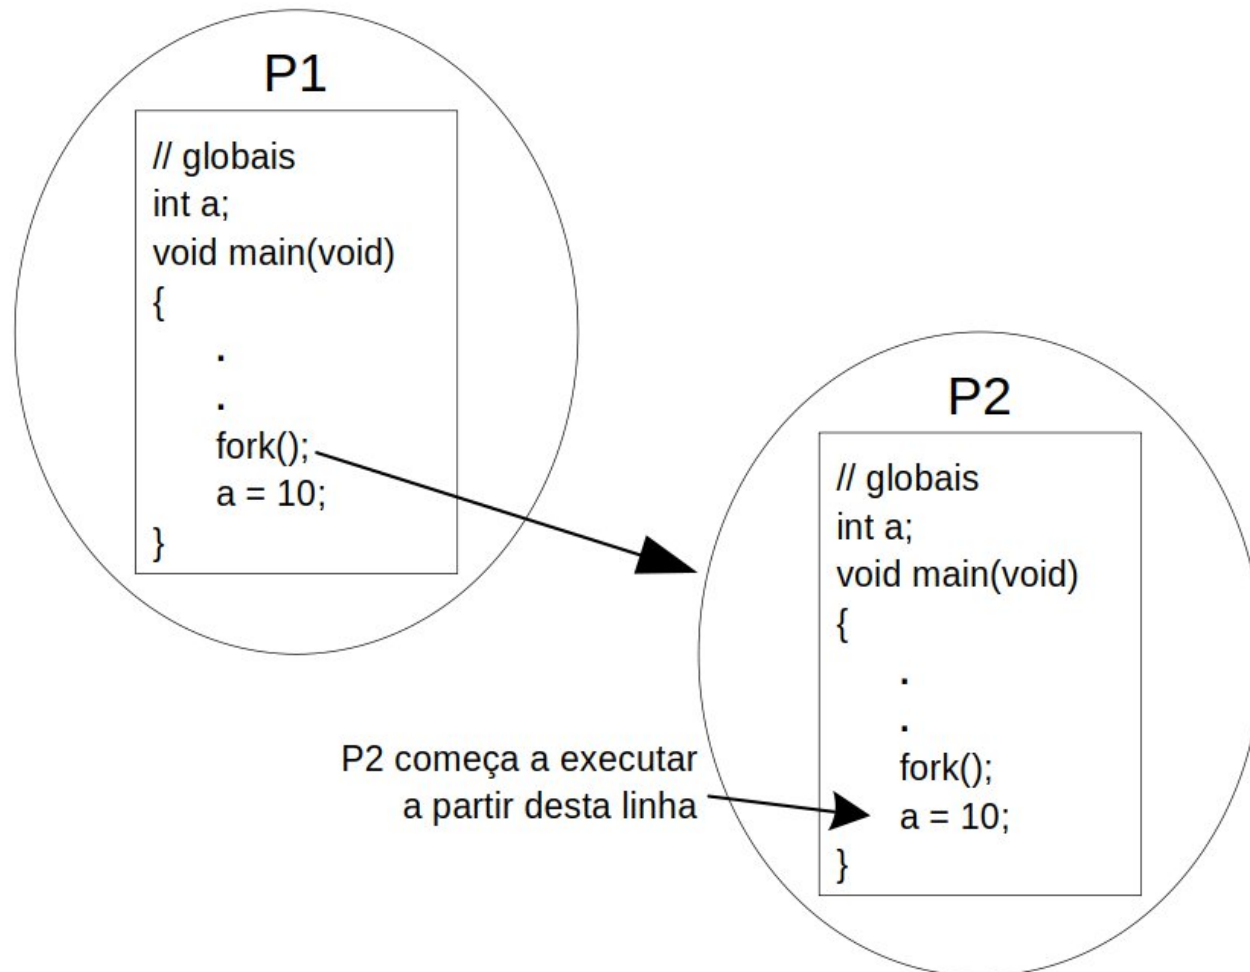 P1
// globais
int a;
void main(void)
{
.
.
fork();
a = 10;
}
P2
// globais
int a;
void main(void)
{
.
.
fork();
a = 10;
}
P2 começa a executar
a partir desta linha